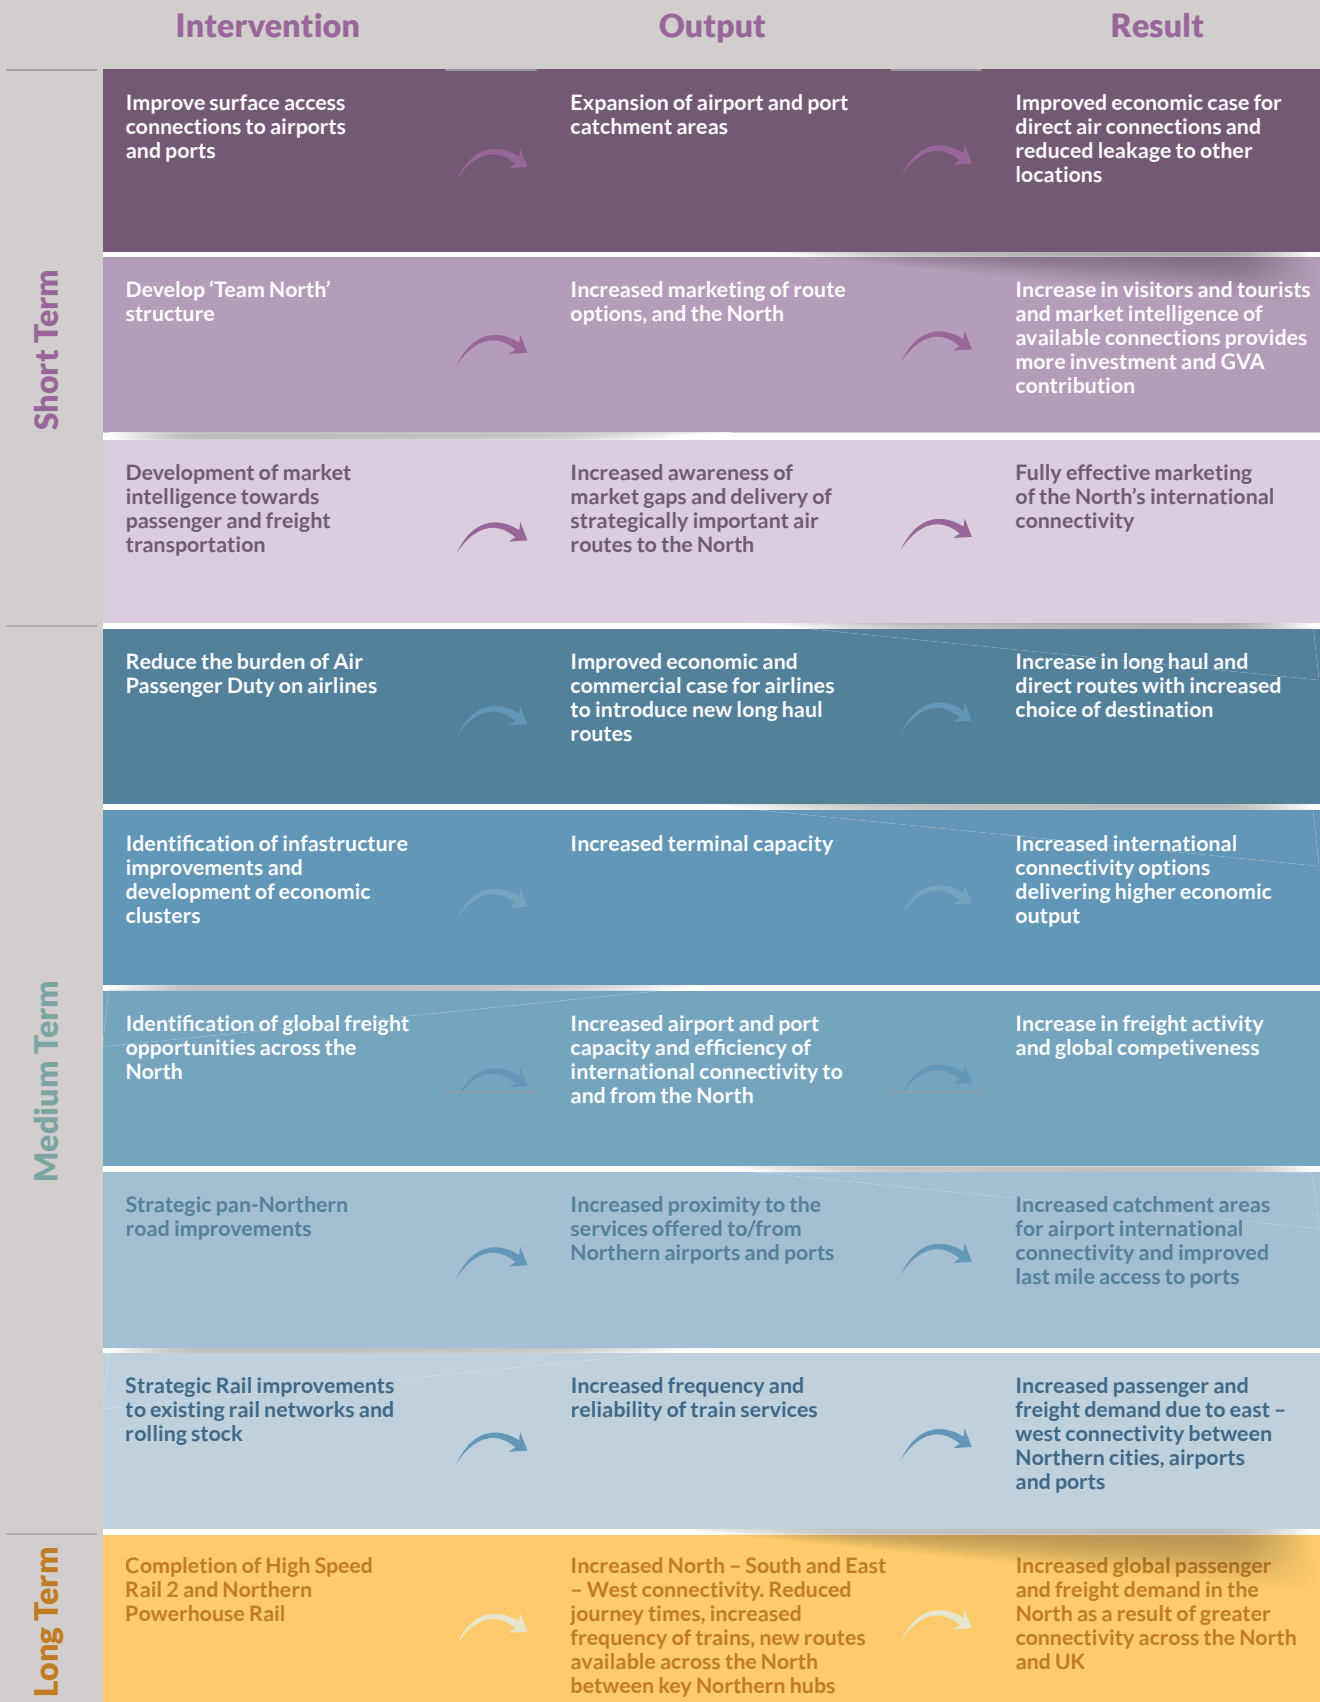 Intervention
Output
Result
Short Term
Improve surface access
connections to airports
and ports
Expansion of airport and port
catchment areas
Improved economic case for
direct air connections and
reduced leakage to other
locations
Develop ‘Team North’
structure
Increased marketing of route
options, and the North
Increase in visitors and tourists
and market intelligence of
available connections provides
more investment and GVA
contribution
Development of market
intelligence towards
passenger and freight
transportation
Increased awareness of
market gaps and delivery of
strategically important air
routes to the North
Fully effective marketing
of the North’s international
connectivity
Medium Term
Reduce the burden of Air
Passenger Duty on airlines
Improved economic and
commercial case for airlines
to introduce new long haul
routes
Increase in long haul and
direct routes with increased
choice of destination
Identification of infastructure
improvements and
development of economic
clusters
Increased terminal capacity
Increased international
connectivity options
delivering higher economic
output
Identification of global freight
opportunities across the
North
Increased airport and port
capacity and efficiency of
international connectivity to
and from the North
Increase in freight activity
and global competiveness
Strategic pan-Northern
road improvements
Increased proximity to the
services offered to/from
Northern airports and ports
Increased catchment areas
for airport international
connectivity and improved
last mile access to ports
Strategic Rail improvements
to existing rail networks and
rolling stock
Increased frequency and
reliability of train services
Increased passenger and
freight demand due to east –
west connectivity between
Northern cities, airports
and ports
Long Term
Completion of High Speed
Rail 2 and Northern
Powerhouse Rail
Increased North – South and East
– West connectivity. Reduced
journey times, increased
frequency of trains, new routes
available across the North
between key Northern hubs
Increased global passenger
and freight demand in the
North as a result of greater
connectivity across the North
and UK